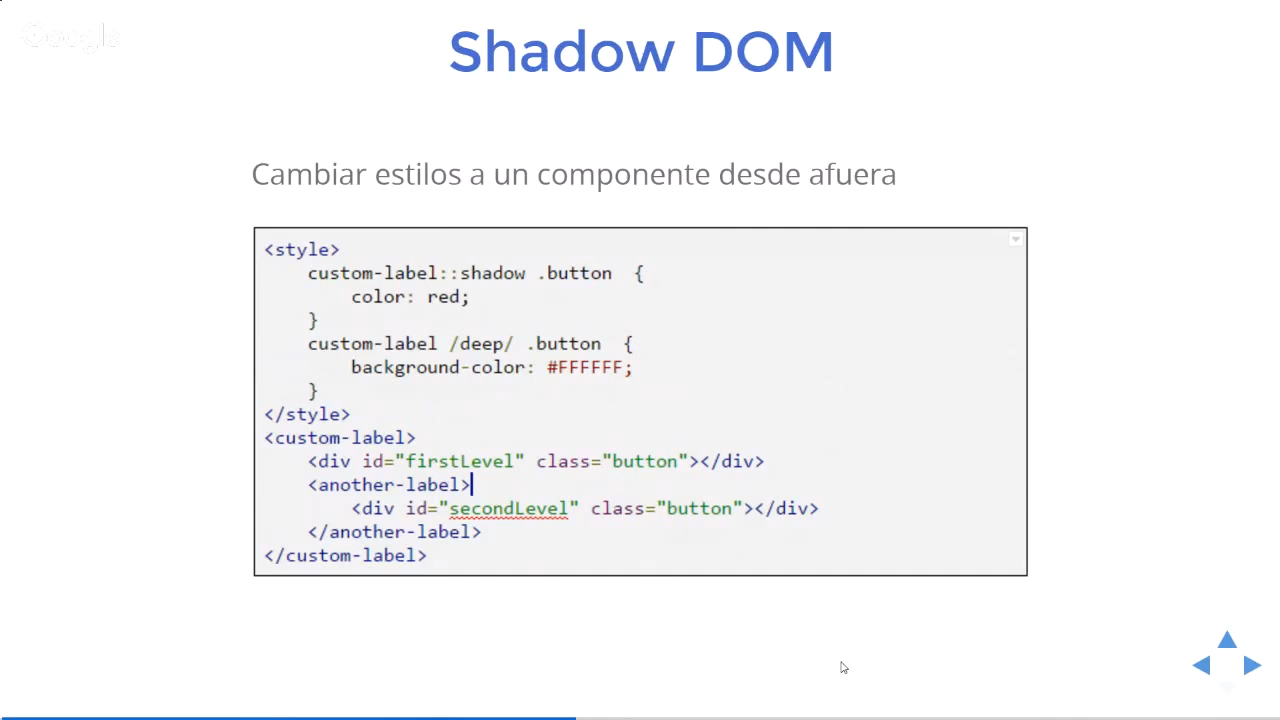 Google
Shadow DOM
Cambiar estilos a un componente desde afuera
<style>
    custom-label::shadow .button  {
        color: red;
    }
    custom-label /deep/ .button  {
        background-color: #FFFFFF;
    }
</style>
<custom-label>
    <div id="firstLevel" class="button"></div>
    <another-label>
        <div id="secondLevel" class="button"></div>
    </another-label>
</custom-label>